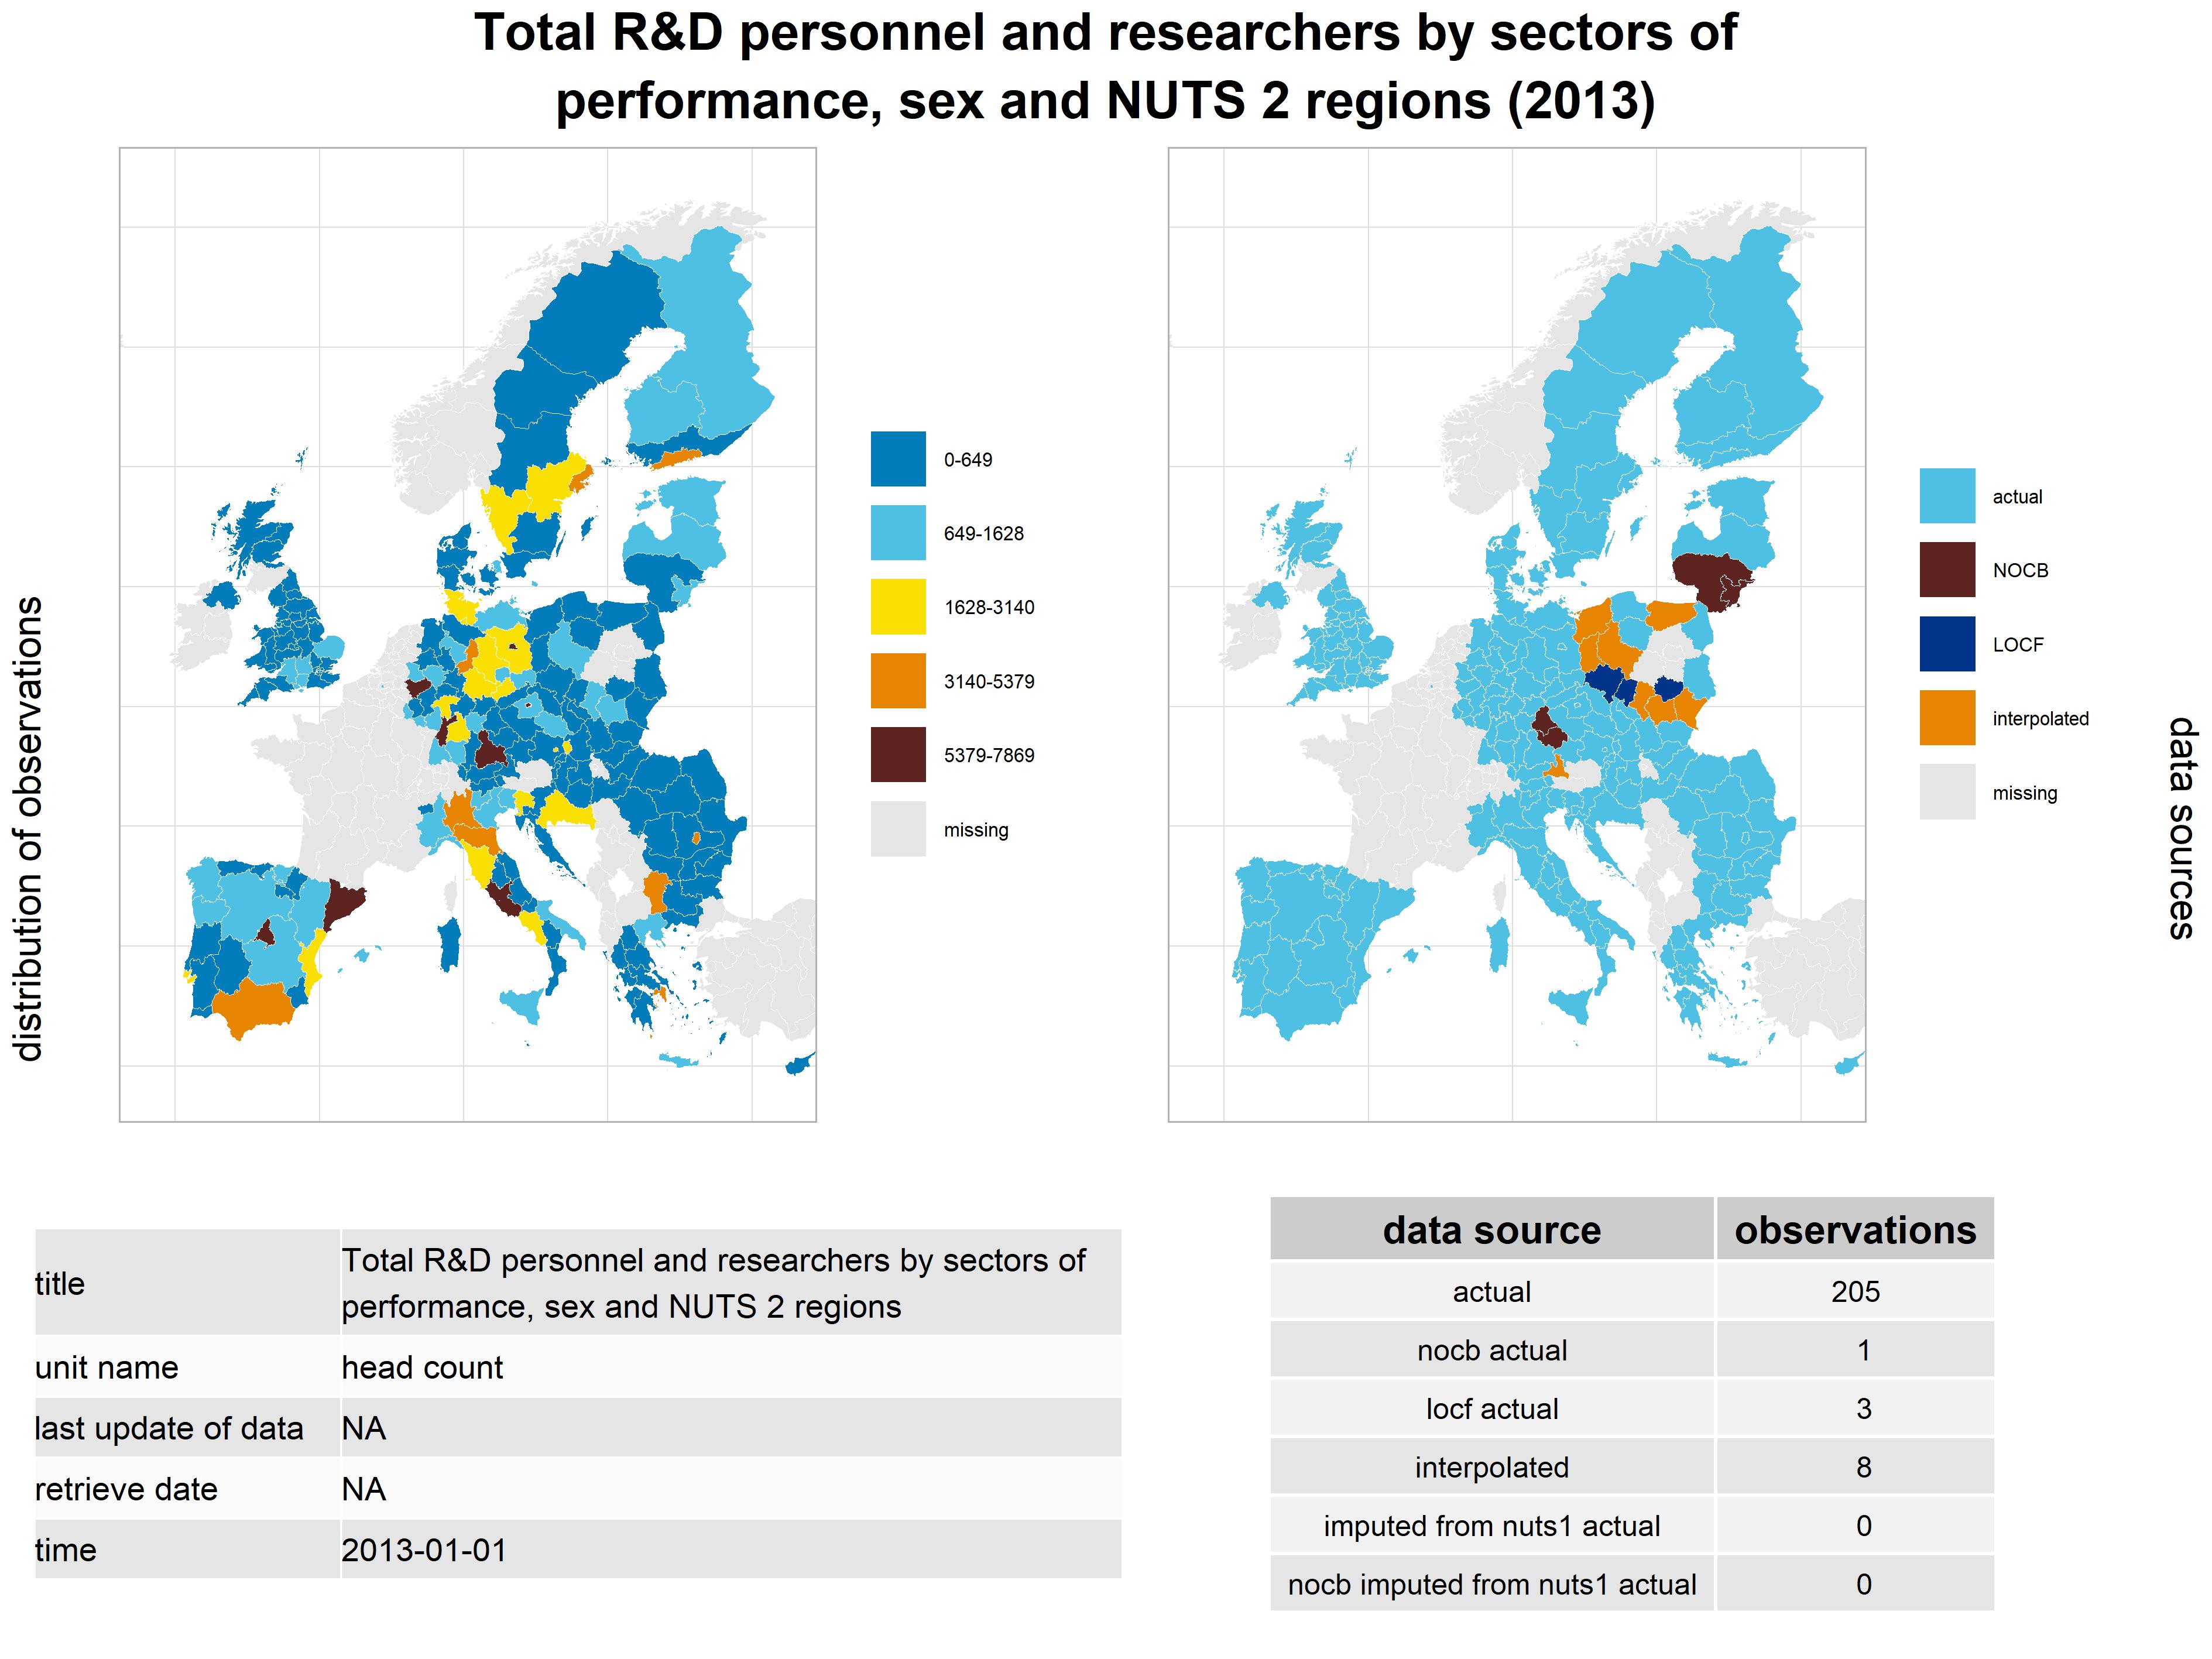 Total R&D personnel and researchers by sectors of
performance, sex and NUTS 2 regions (2013)
distribution of observations
0-649
649-1628
1628-3140
3140-5379
5379-7869
missing
actual
NOCB
LOCF
interpolated
missing
data sources
title
Total R&D personnel and researchers by sectors of
performance, sex and NUTS 2 regions
unit name head count
last update of data NA
retrieve date NA
time 2013-01-01
data source observations
actual 205
nocb actual 1
locf actual 3
interpolated 8
imputed from nuts1 actual 0
nocb imputed from nuts1 actual 0